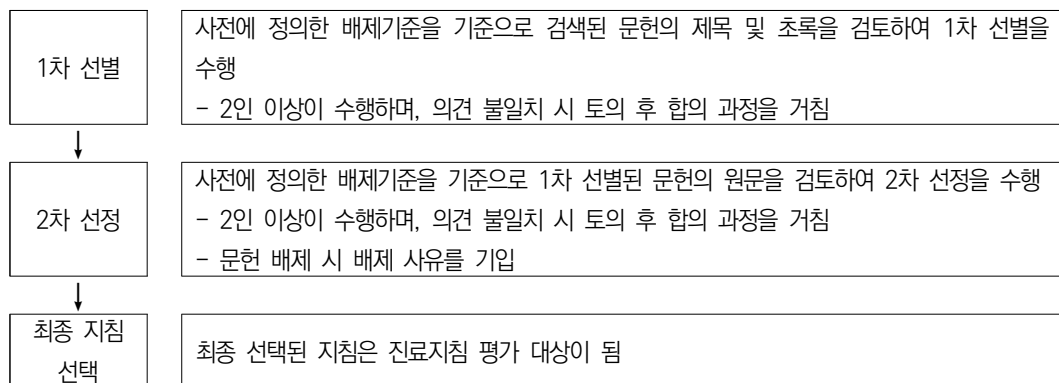 1차 선별
사전에 정의한 배제기준을 기준으로 검색된 문헌의 제목 및 초록을 검토하여 1차 선별을
수행
- 2인 이상이 수행하며, 의견 불일치 시 토의 후 합의 과정을 거침
2차 선정
사전에 정의한 배제기준을 기준으로 1차 선별된 문헌의 원문을 검토하여 2차 선정을 수행
- 2인 이상이 수행하며, 의견 불일치 시 토의 후 합의 과정을 거침
- 문헌 배제 시 배제 사유를 기입
최종 지침
선택
최종 선택된 지침은 진료지침 평가 대상이 됨